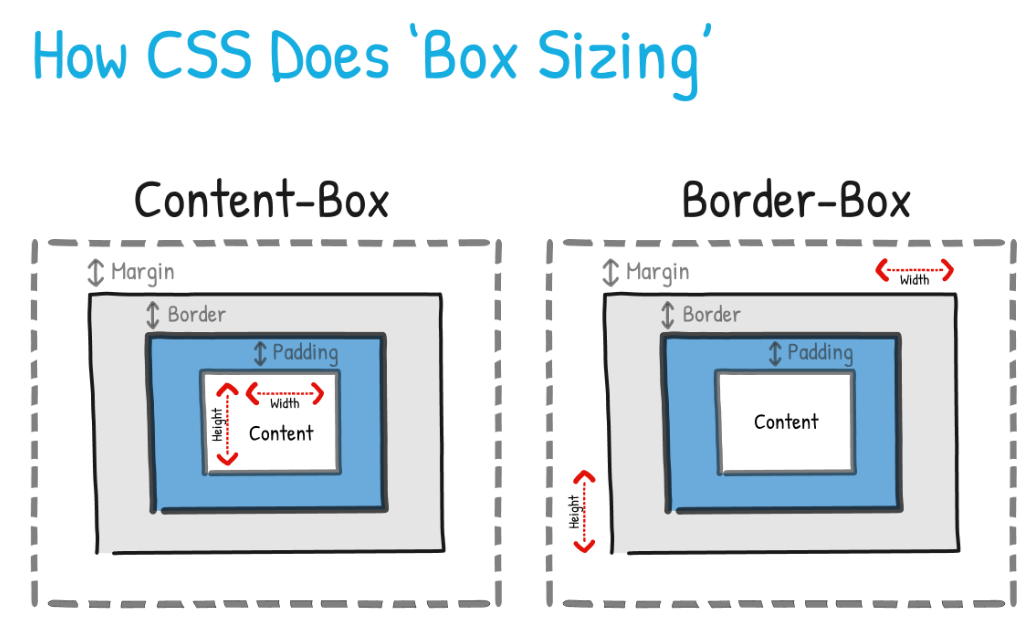 How CSS Does ‘Box Sizing’
Content-Box
Margin
Border
Padding
Width
Height
Content
Border-Box
Margin
Width
Border
Padding
Content
Height